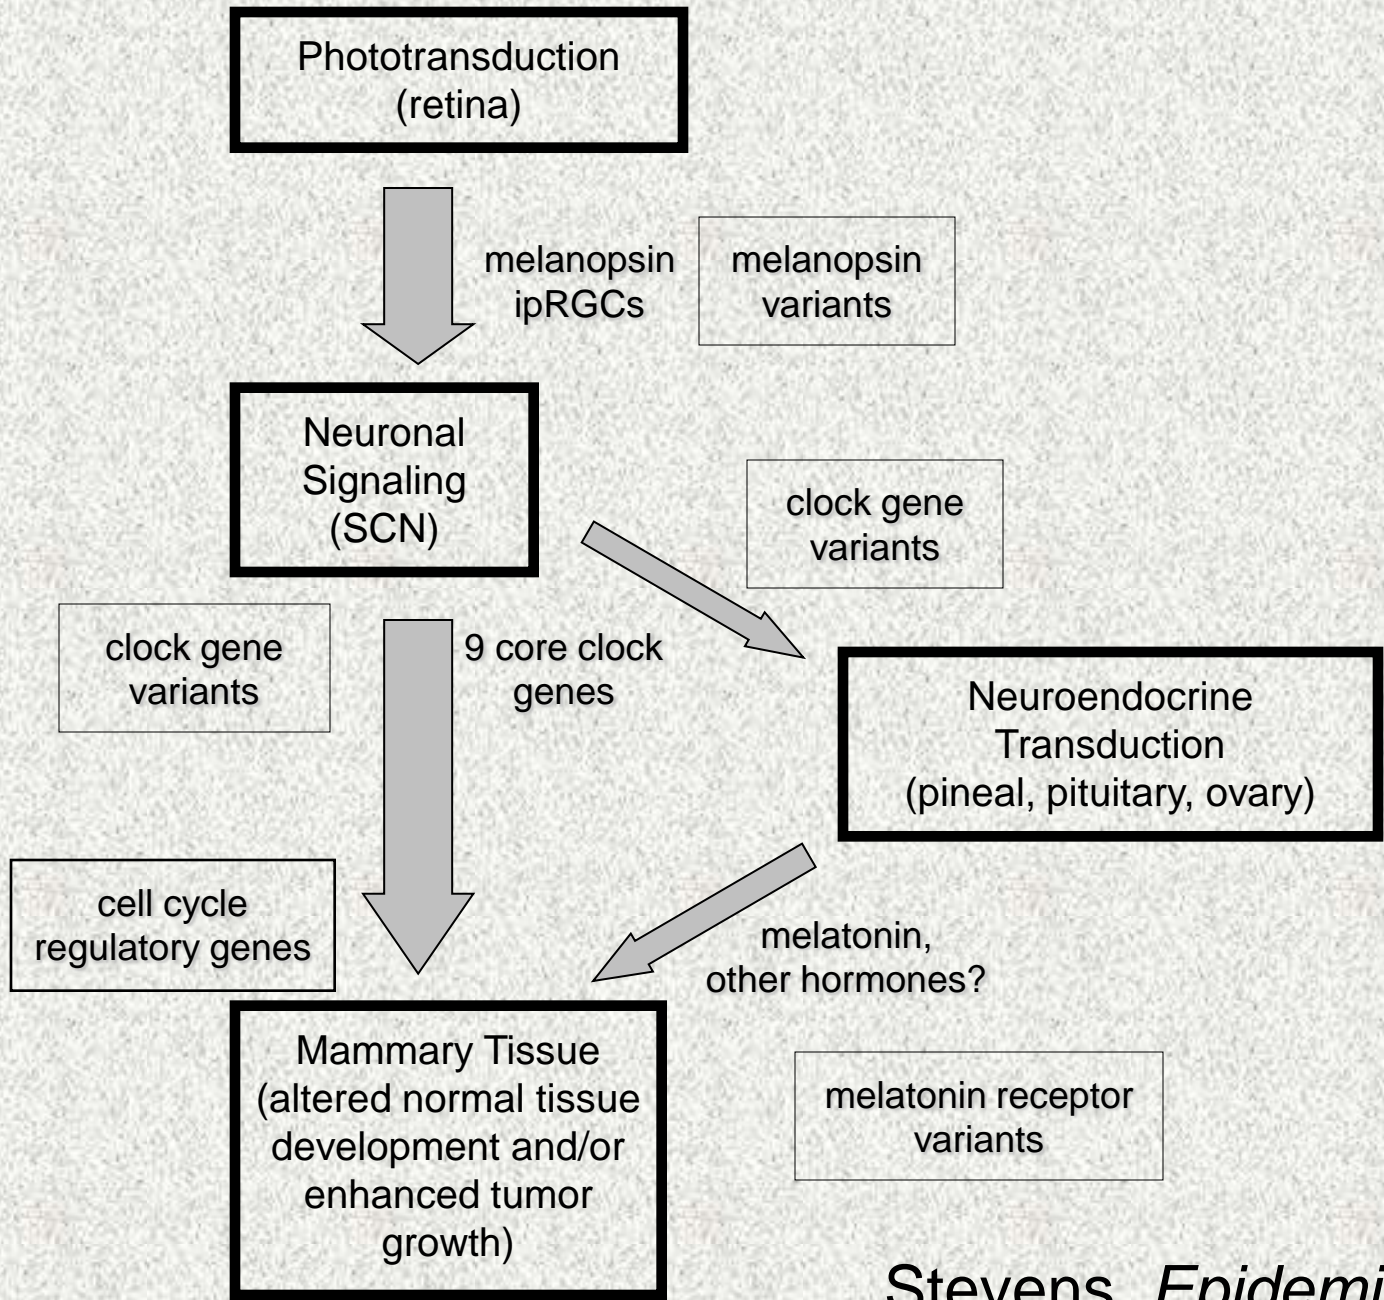 Phototransduction
(retina)
melanopsin
ipRGCs
melanopsin
variants
Neuronal
Signaling
(SCN)
clock gene
variants
clock gene
variants
9 core clock
genes
Neuroendocrine
Transduction
(pineal, pituitary, ovary)
cell cycle
regulatory genes
melatonin,
other hormones?
Mammary Tissue
(altered normal tissue
development and/or
enhanced tumor
growth)
melatonin receptor
variants
Stevens, Epidemi